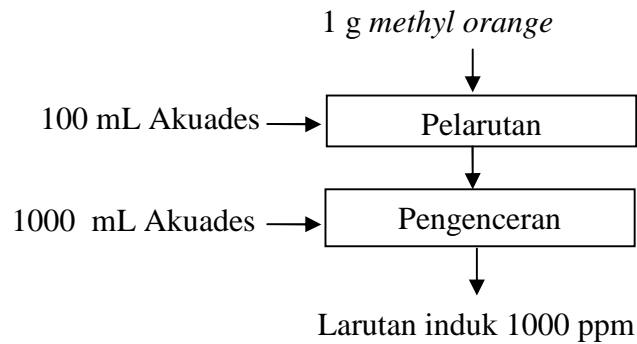 1 g methyl orange
100 mL Akuades
Pelarutan
1000 mL Akuades
Pengenceran
Larutan induk 1000 ppm